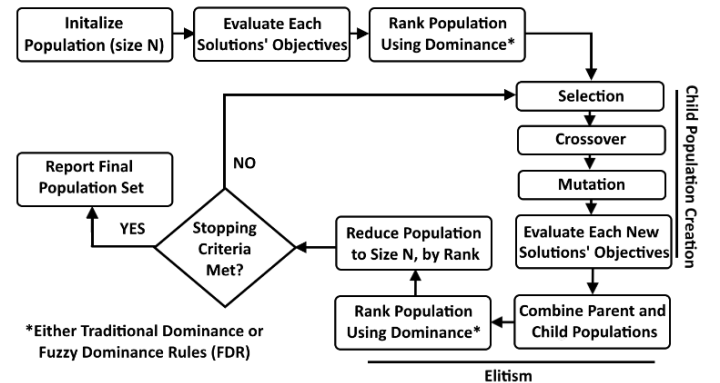 Initalize
Population (size N)
Evaluate Each
Solutions' Objectives
Rank Population
Using Dominance*
Selection
Crossover
Mutation
Evaluate Each New
Solutions' Objectives
Child Population Creation
Combine Parent and
Child Populations
Rank Population
Using Dominance*
Elitism
Reduce Population
to Size N, by Rank
Stopping
Criteria
Met?
NO
YES
Report Final
Population Set
*Either Traditional Dominance or
Fuzzy Dominance Rules (FDR)